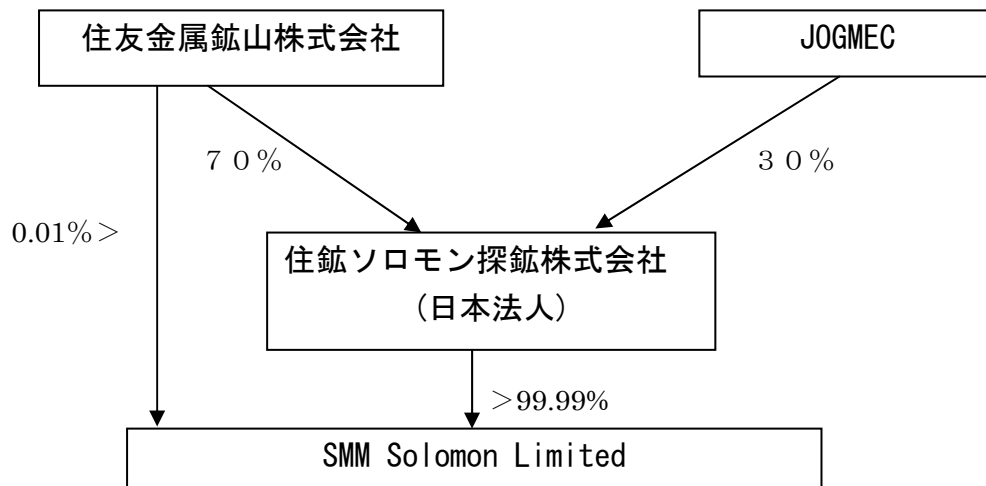 住友金属鉱山株式会社
JOGMEC
７０%
３０%
0.01%＞
住鉱ソロモン探鉱株式会社
(日本法人)
＞99.99%
SMM Solomon Limited